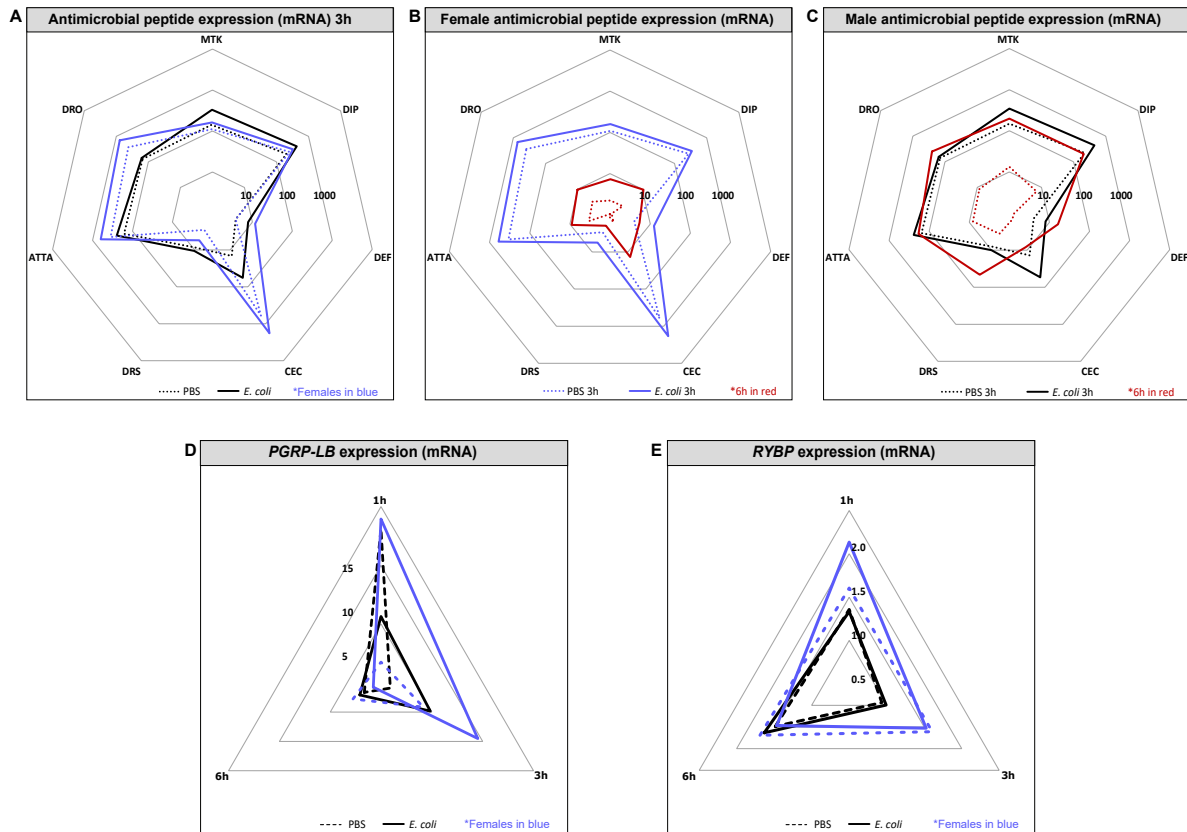 A
Antimicrobial peptide expression (mRNA) 3h
MTK
DRO
DIP
10
100
1000
ATTA
DEF
DRS
CEC
PBS
E. coli
*Females in blue
B
Female antimicrobial peptide expression (mRNA)
MTK
DRO
DIP
10
100
1000
ATTA
DEF
DRS
CEC
PBS 3h
E. coli 3h
*6h in red
C
Male antimicrobial peptide expression (mRNA)
MTK
DRO
DIP
10
100
1000
ATTA
DEF
DRS
CEC
PBS 3h
E. coli 3h
*6h in red
D
PGRP-LB expression (mRNA)
1h
15
10
5
6h
3h
PBS
E. coli
*Females in blue
E
RYBP expression (mRNA)
1h
2.0
1.5
1.0
0.5
6h
3h
PBS
E. coli
*Females in blue